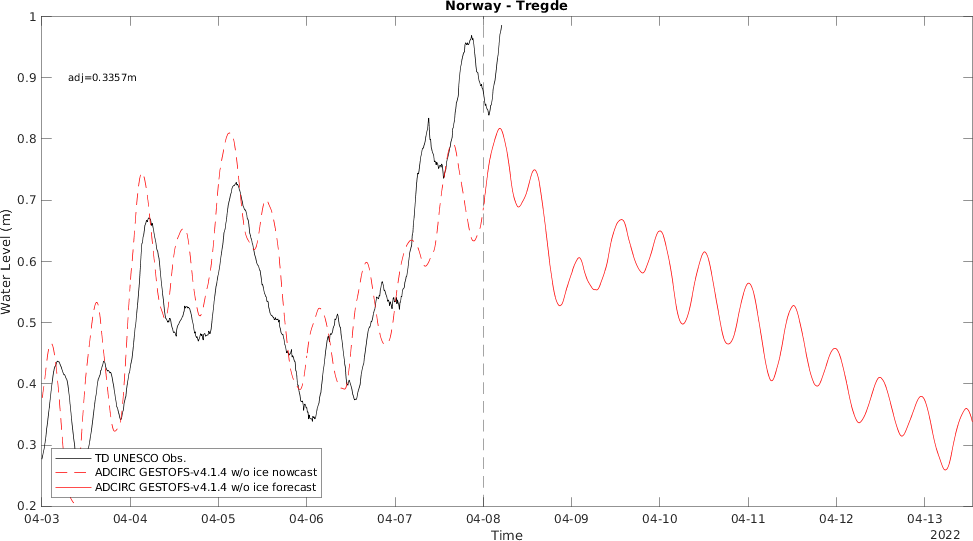 Norway - Tregde
adj=0.3357m
1
0.9
0.8
0.7
0.6
0.5
0.4
0.3
0.2
Water Level (m)
TD UNESCO Obs.
ADCIRC GESTOFS-v4.1.4 w/o ice nowcast
ADCIRC GESTOFS-v4.1.4 w/o ice forecast
04-03 04-04 04-05 04-06 04-07 04-08 04-09 04-10 04-11 04-12 04-13
Time
2022